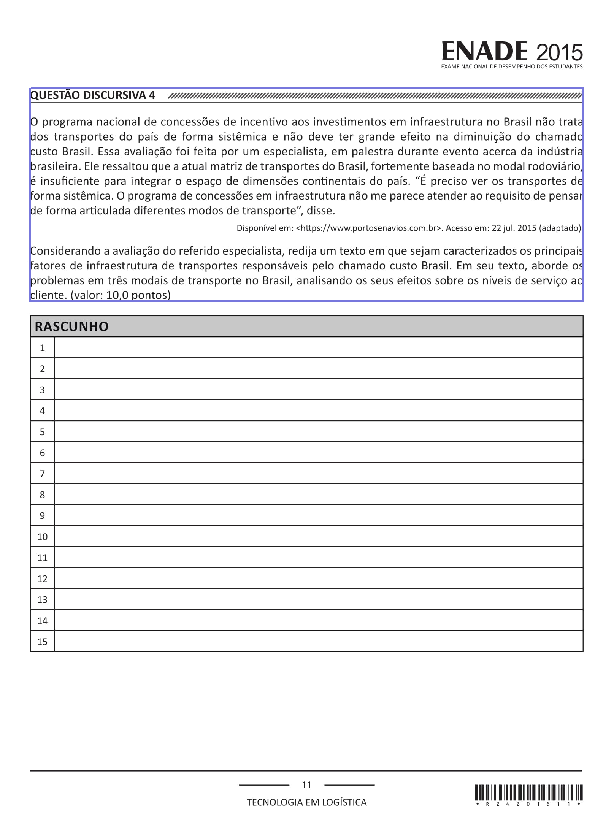 ENADE 2015
EXAME NACIONAL DE DESEMPENHO DOS ESTUDANTES
QUESTÃO DISCURSIVA 4
O programa nacional de concessões de incentivo aos investimentos em infraestrutura no Brasil não trata
dos transportes do país de forma sistêmica e não deve ter grande efeito na diminuição do chamado
custo Brasil. Essa avaliação foi feita por um especialista, em palestra durante evento acerca da indústria
brasileira. Ele ressaltou que a atual matriz de transportes do Brasil, fortemente baseada no modal rodoviário,
é insuficiente para integrar o espaço de dimensões continentais do país. “É preciso ver os transportes de
forma sistêmica. O programa de concessões em infraestrutura não me parece atender ao requisito de pensar
de forma articulada diferentes modos de transporte”, disse.
Disponível em: <https://www.portosenavios.com.br>. Acesso em: 22 jul. 2015 (adaptado).
Considerando a avaliação do referido especialista, redija um texto em que sejam caracterizados os principais
fatores de infraestrutura de transportes responsáveis pelo chamado custo Brasil. Em seu texto, aborde os
problemas em três modais de transporte no Brasil, analisando os seus efeitos sobre os níveis de serviço ao
cliente. (valor: 10,0 pontos)
RASCUNHO
1
2
3
4
5
6
7
8
9
10
11
12
13
14
15
11
TECNOLOGIA EM LOGÍSTICA
*R24201511*